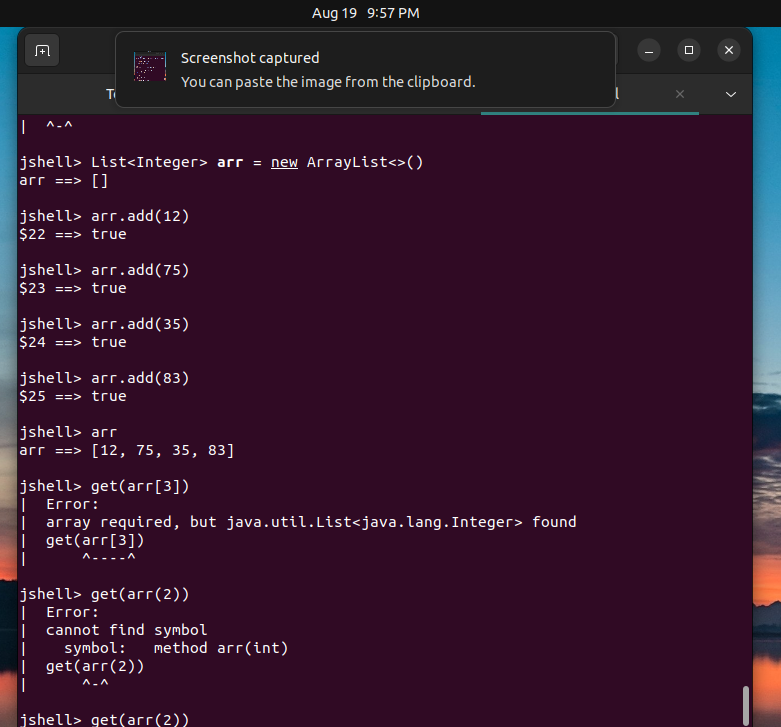 Aug 19 9:57 PM
Screenshot captured
You can paste the image from the clipboard.
| ^-^
jshell> List<Integer> arr = new ArrayList<>()
arr ==> []
jshell> arr.add(12)
$22 ==> true
jshell> arr.add(75)
$23 ==> true
jshell> arr.add(35)
$24 ==> true
jshell> arr.add(83)
$25 ==> true
jshell> arr
arr ==> [12, 75, 35, 83]
jshell> get(arr[3])
| Error:
| array required, but java.util.List<java.lang.Integer> found
| get(arr[3])
| ^----^
jshell> get(arr(2))
| Error:
| cannot find symbol
| symbol: method arr(int)
| get(arr(2))
| ^-^
jshell> get(arr(2))